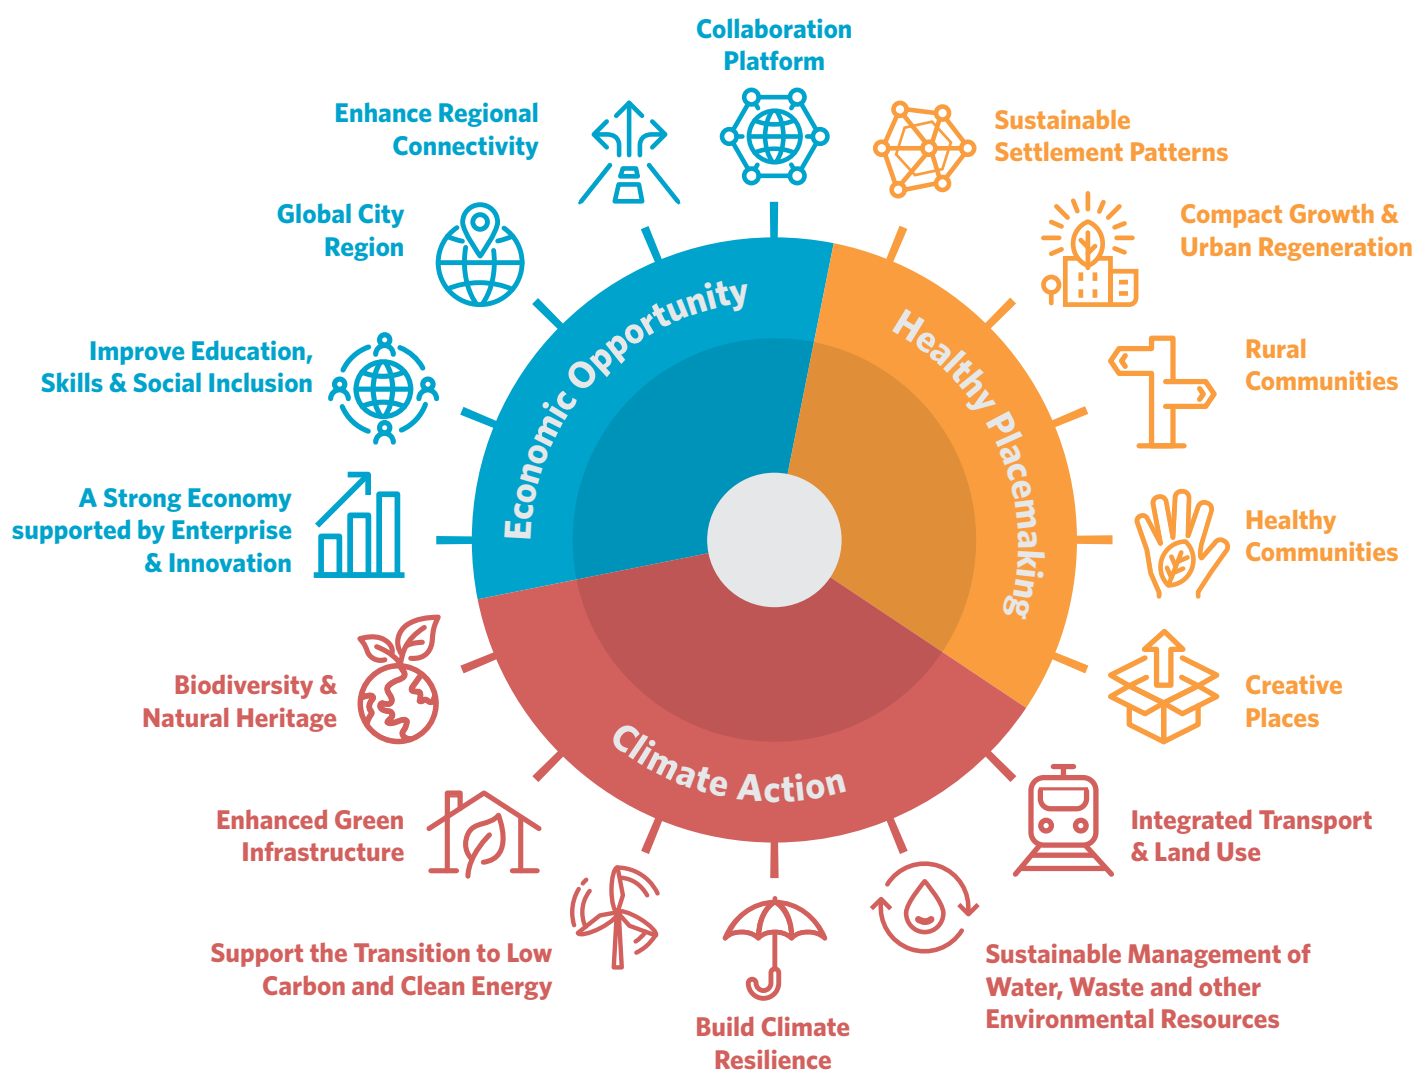 Collaboration
Platform
Enhance Regional
Connectivity
Sustainable
Settlement Patterns
Global City
Region
Compact Growth &
Urban Regeneration
Economic Opportunity
Healthy Placemaking
Improve Education,
Skills & Social Inclusion
Rural
Communities
A Strong Economy
supported by Enterprise
& Innovation
Healthy
Communities
Biodiversity &
Natural Heritage
Creative
Places
Climate Action
Enhanced Green
Infrastructure
Integrated Transport
& Land Use
Support the Transition to Low
Carbon and Clean Energy
Sustainable Management of
Water, Waste and other
Environmental Resources
Build Climate
Resilience